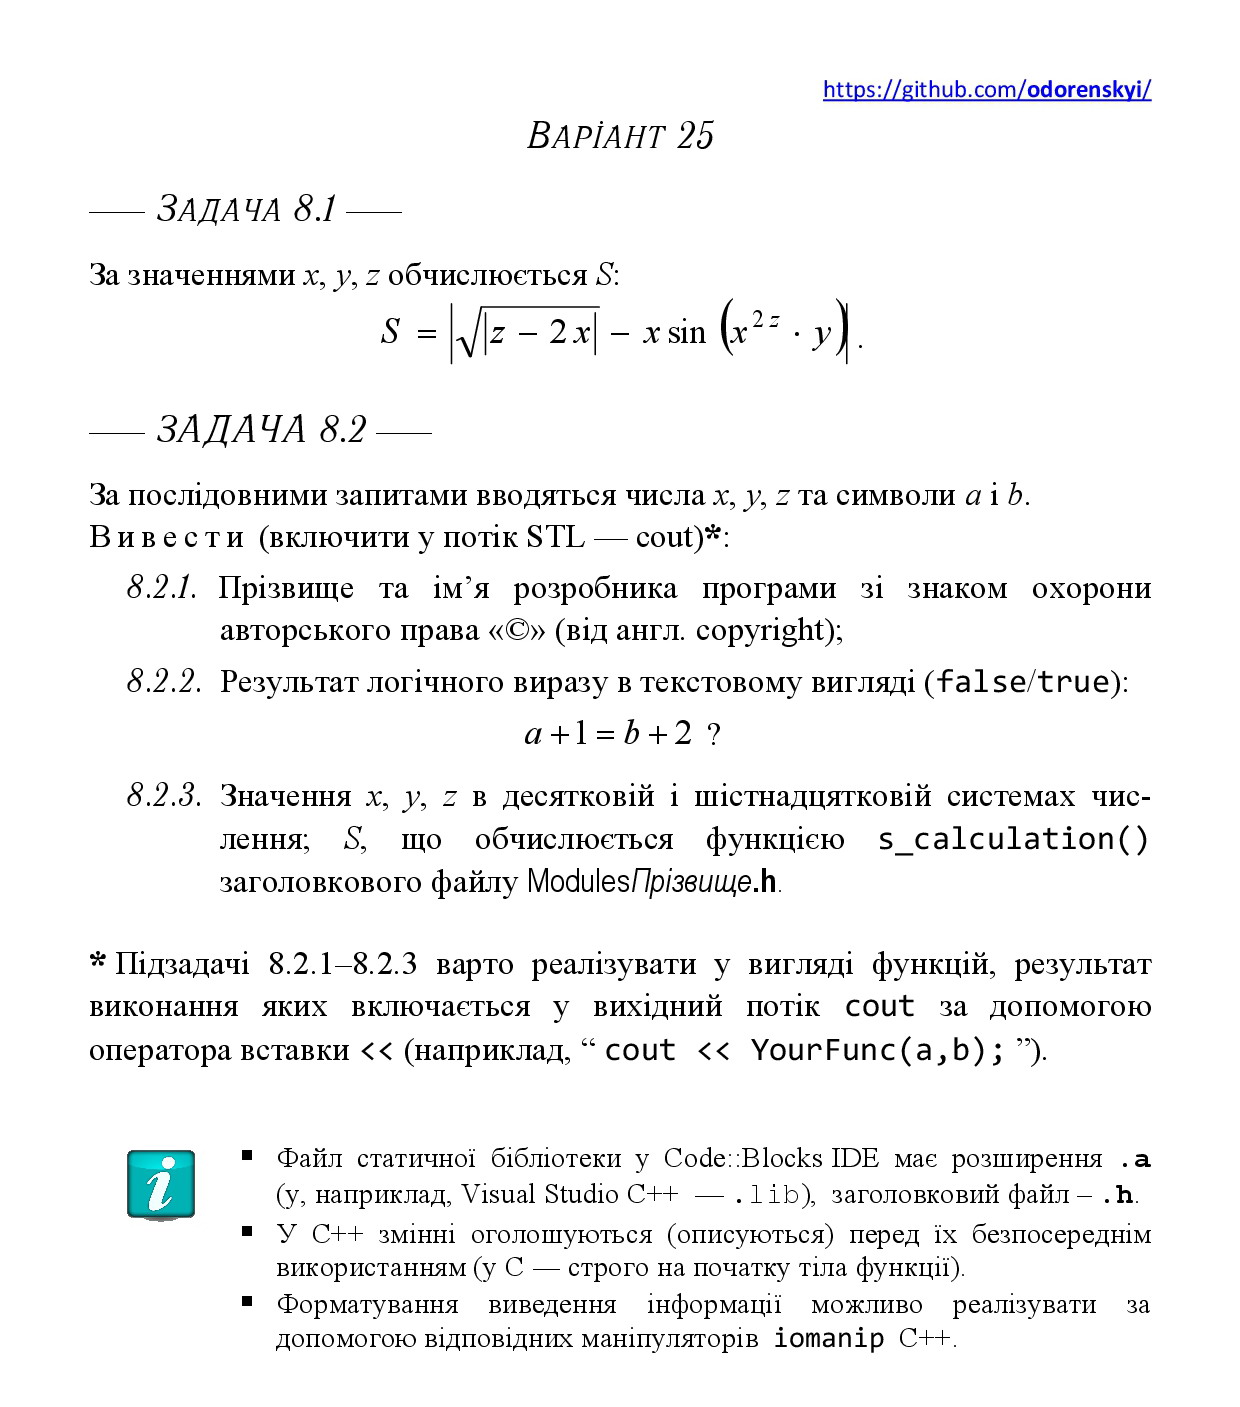 https://github.com/odorenskyi/
ВАРІАНТ 25
—— ЗАДАЧА 8.1 ——
За значеннями x, y, z обчислюється S:
S = |√|z − 2x| − x sin (x^{2z} · y)| .
—— ЗАДАЧА 8.2 ——
За послідовними запитами вводяться числа x, y, z та символи a і b.
Вивести (включити у потік STL — cout)*:
8.2.1. Прізвище та ім’я розробника програми зі знаком охорони
авторського права «©» (від англ. copyright);
8.2.2. Результат логічного виразу в текстовому вигляді (false/true):
a + 1 = b + 2 ?
8.2.3. Значення x, y, z в десятковій і шістнадцятковій системах чис-
лення; S, що обчислюється функцією s_calculation()
заголовкового файлу ModulesПрізвище.h.
* Підзадачі 8.2.1–8.2.3 варто реалізувати у вигляді функцій, результат
виконання яких включається у вихідний потік cout за допомогою
оператора вставки << (наприклад, “ cout << YourFunc(a,b); ”).
i
▪ Файл статичної бібліотеки у Code::Blocks IDE має розширення .a
(у, наприклад, Visual Studio C++ — .lib), заголовковий файл – .h.
▪ У C++ змінні оголошуються (описуються) перед їх безпосереднім
використанням (у C — строго на початку тіла функції).
▪ Форматування виведення інформації можливо реалізувати за
допомогою відповідних маніпуляторів iomanip C++.